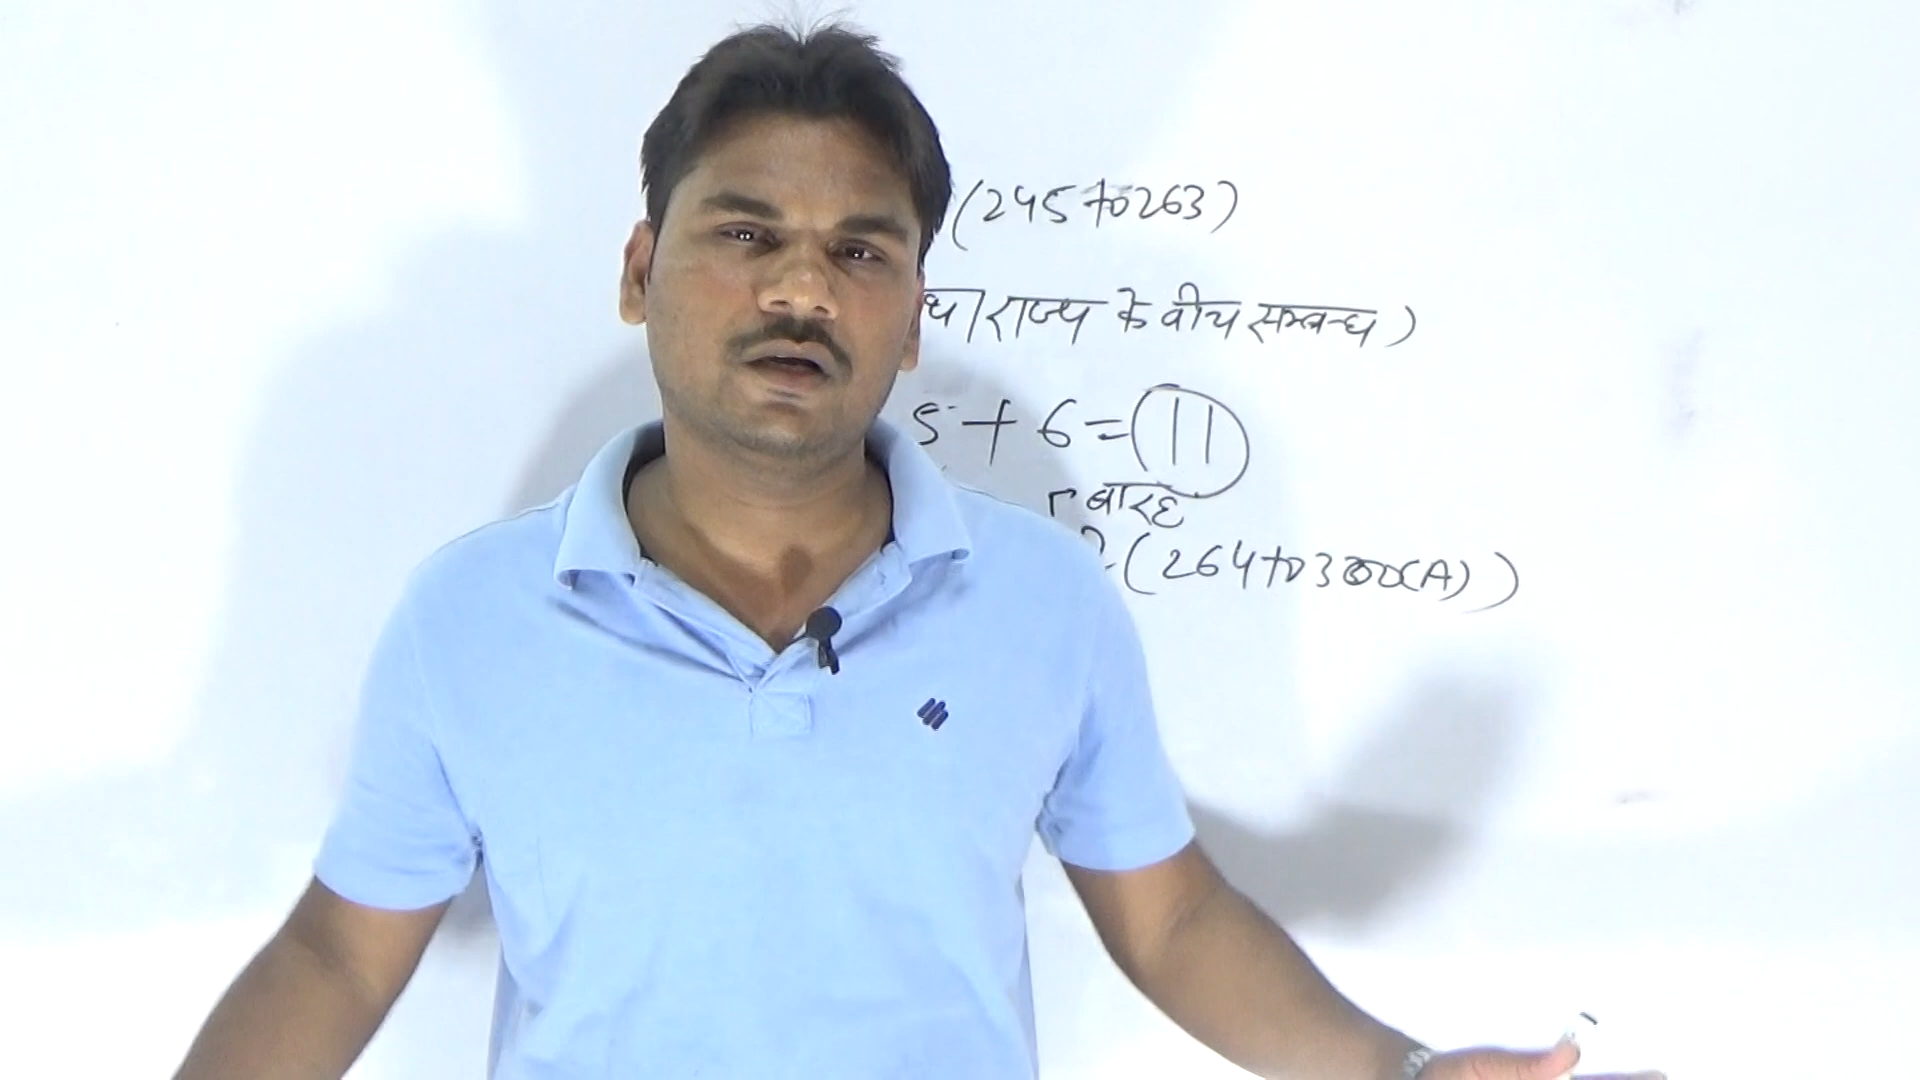 (245 to 263)
राज्य के बीच सम्बन्ध)
5 + 6 = 11
बारह
(264 to 300(A))